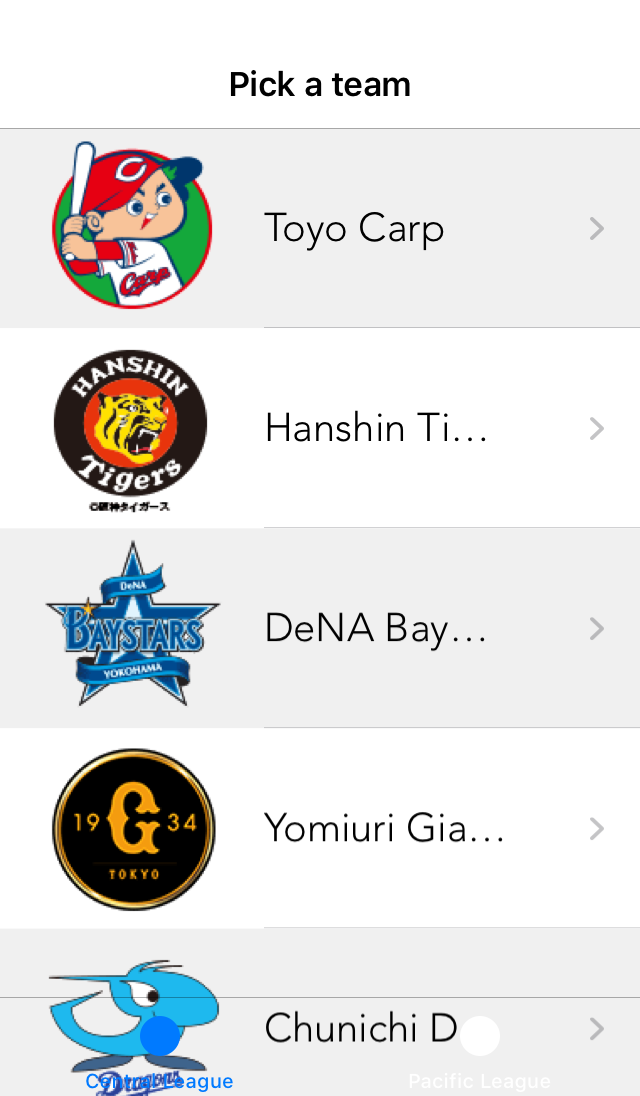 Pick a team
C
Carp
Toyo Carp
HANSHIN
Tigers
©阪神タイガース
Hanshin Ti…
DeNA
BAYSTARS
YOKOHAMA
DeNA Bay…
G
19 34
TOKYO
Yomiuri Gia…
Chunichi D
Dragons
Central League
Pacific League